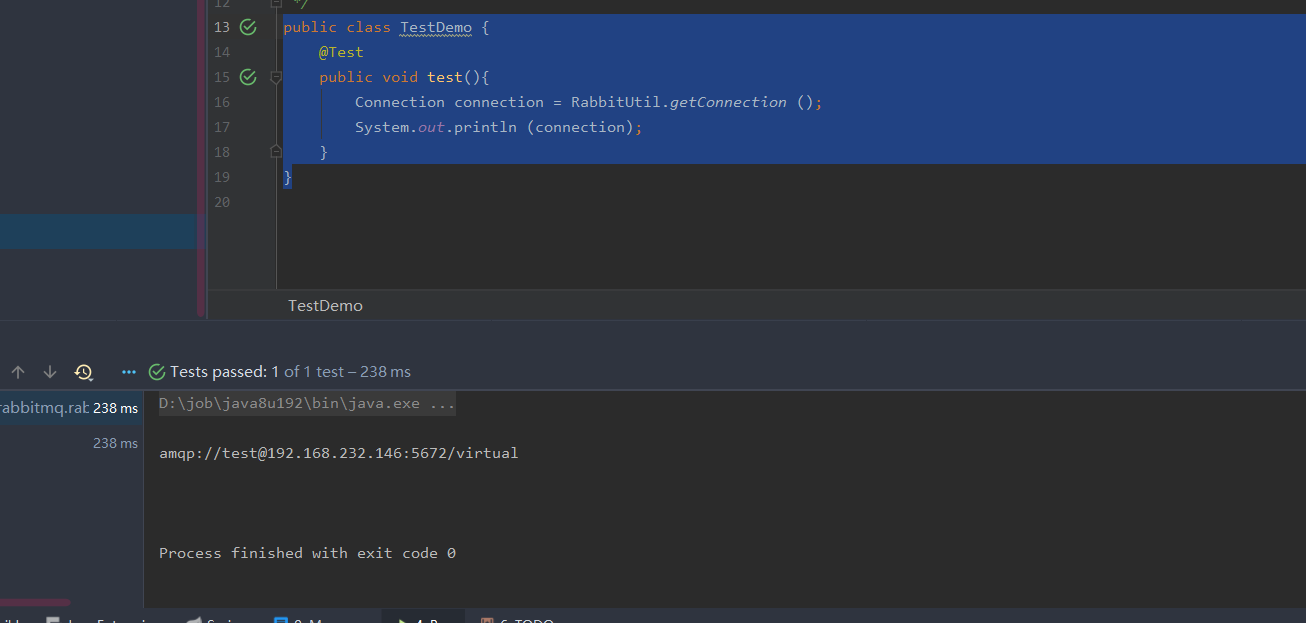 12 */
13 public class TestDemo {
14 @Test
15 public void test(){
16 Connection connection = RabbitUtil.getConnection ();
17 System.out.println (connection);
18 }
19 }
20
TestDemo
Tests passed: 1 of 1 test – 238 ms
rabbitmq.rab 238 ms
D:\job\java8u192\bin\java.exe ...
238 ms
amqp://test@192.168.232.146:5672/virtual
Process finished with exit code 0
6: TODO